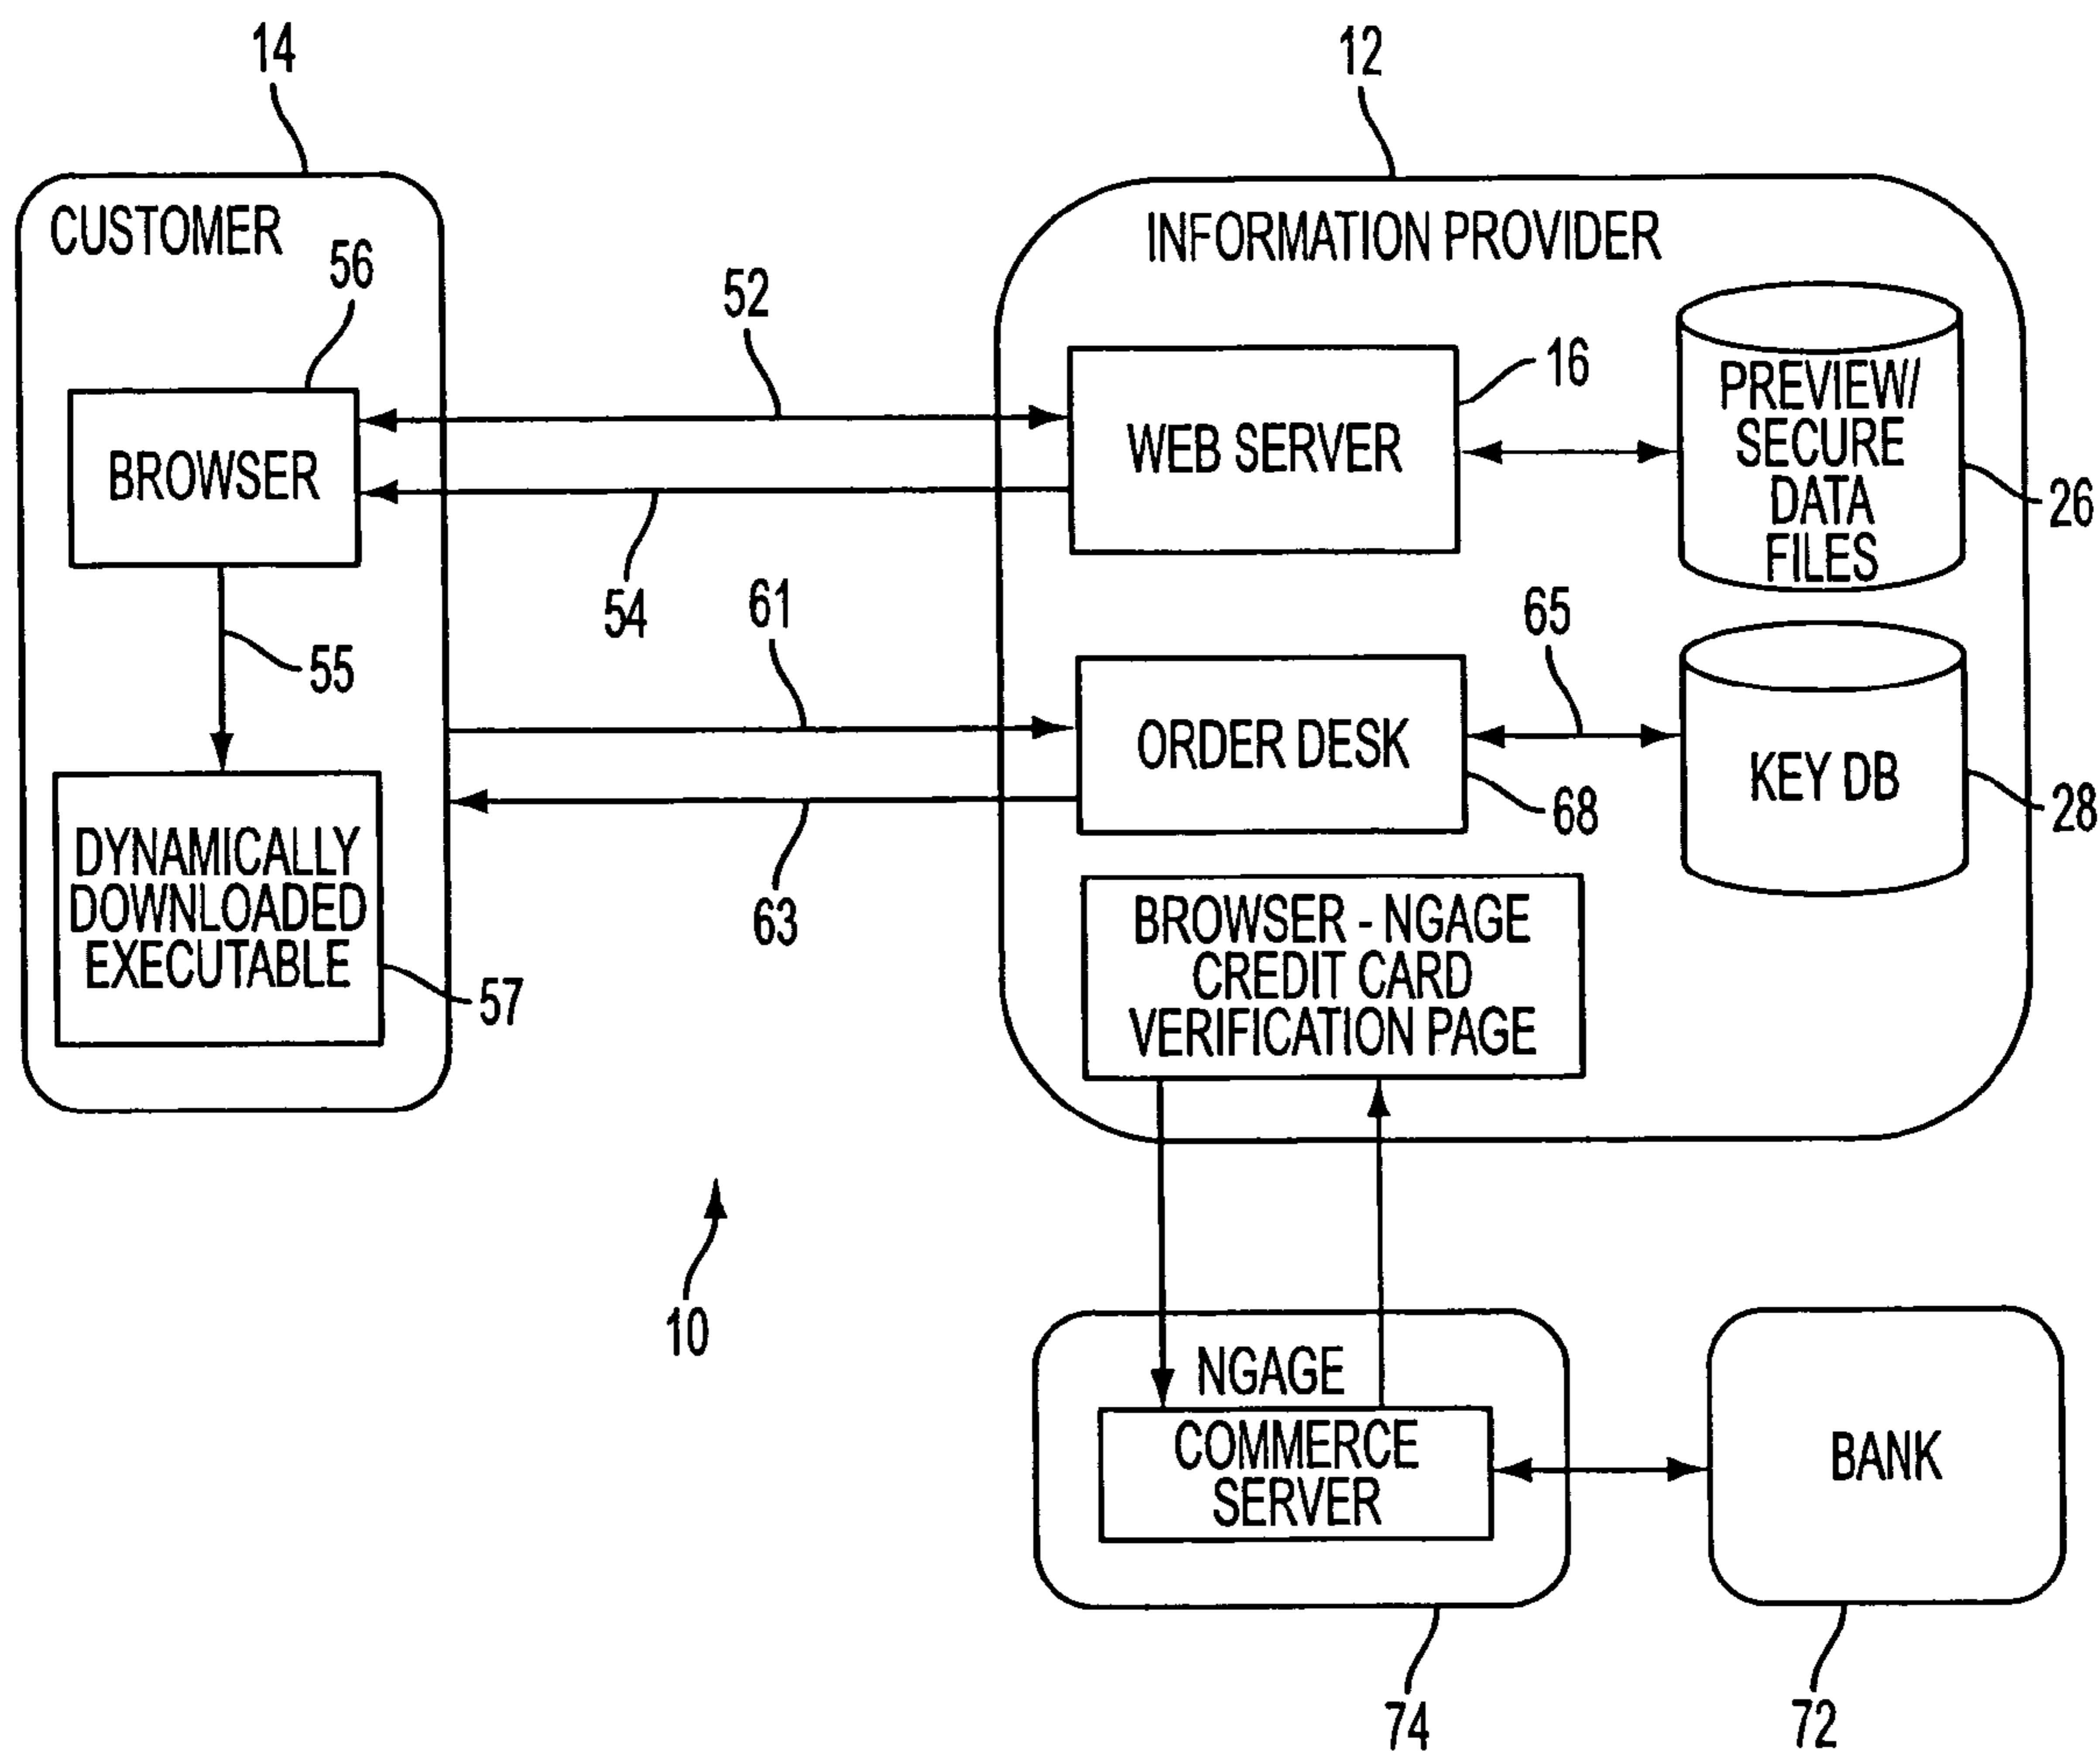 14
12
CUSTOMER
INFORMATION PROVIDER
56
52
16
BROWSER
WEB SERVER
PREVIEW/
SECURE
DATA
FILES
26
54
55
61
65
ORDER DESK
KEY DB
68
28
63
DYNAMICALLY
DOWNLOADED
EXECUTABLE
57
BROWSER - NGAGE
CREDIT CARD
VERIFICATION PAGE
10
NGAGE
COMMERCE
SERVER
BANK
74
72